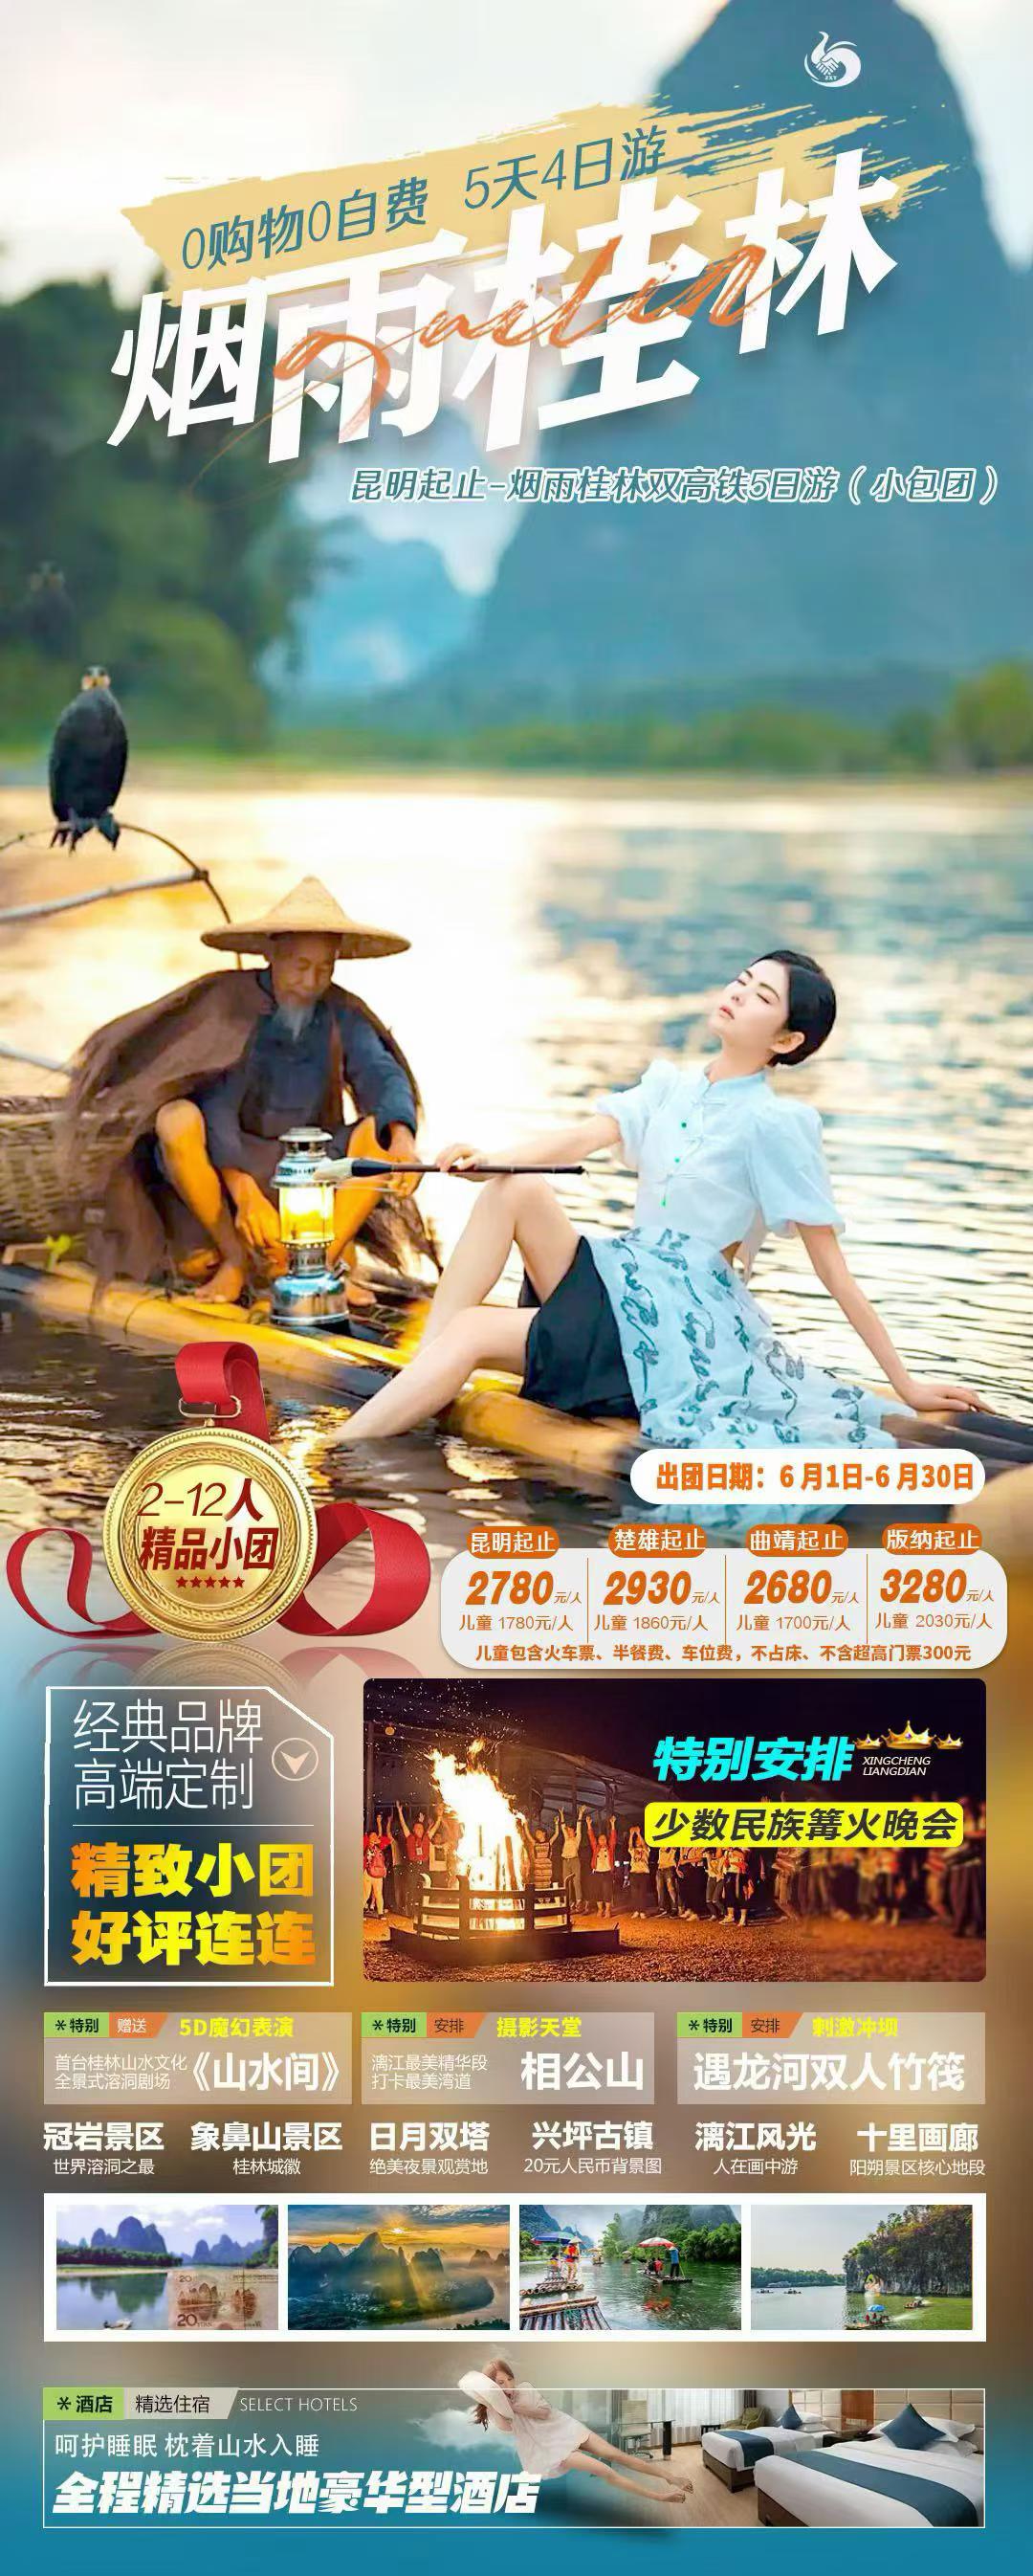 0购物0自费 5天4日游
烟雨桂林
Guilin
昆明起止-烟雨桂林双高铁5日游（小包团）
2-12人
精品小团
★★★★★
出团日期：6月1日-6月30日
昆明起止 楚雄起止 曲靖起止 版纳起止
2780元/人 2930元/人 2680元/人 3280元/人
儿童 1780元/人 儿童 1860元/人 儿童 1700元/人 儿童 2030元/人
儿童包含火车票、半餐费、车位费，不占床、不含超高门票300元
经典品牌
高端定制
精致小团
好评连连
特别安排
XINGCHENG
LIANGDIAN
少数民族篝火晚会
*特别 赠送 5D魔幻表演
首台桂林山水文化
全景式溶洞剧场
《山水间》
*特别 安排 摄影天堂
漓江最美精华段
打卡最美湾道
相公山
*特别 安排 刺激冲坝
遇龙河双人竹筏
冠岩景区 象鼻山景区 日月双塔 兴坪古镇 漓江风光 十里画廊
世界溶洞之最 桂林城徽 绝美夜景观赏地 20元人民币背景图 人在画中游 阳朔景区核心地段
20
20
*酒店 精选住宿 SELECT HOTELS
呵护睡眠 枕着山水入睡
全程精选当地豪华型酒店